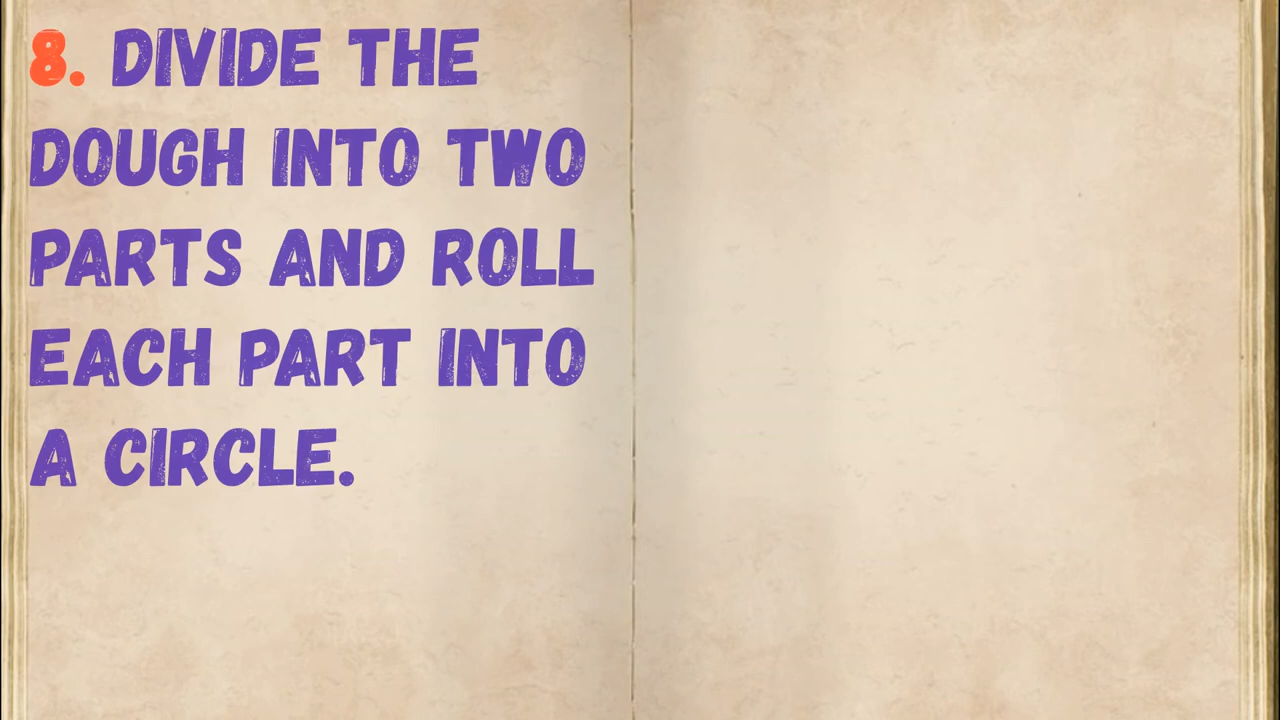 8. DIVIDE THE
DOUGH INTO TWO
PARTS AND ROLL
EACH PART INTO
A CIRCLE.